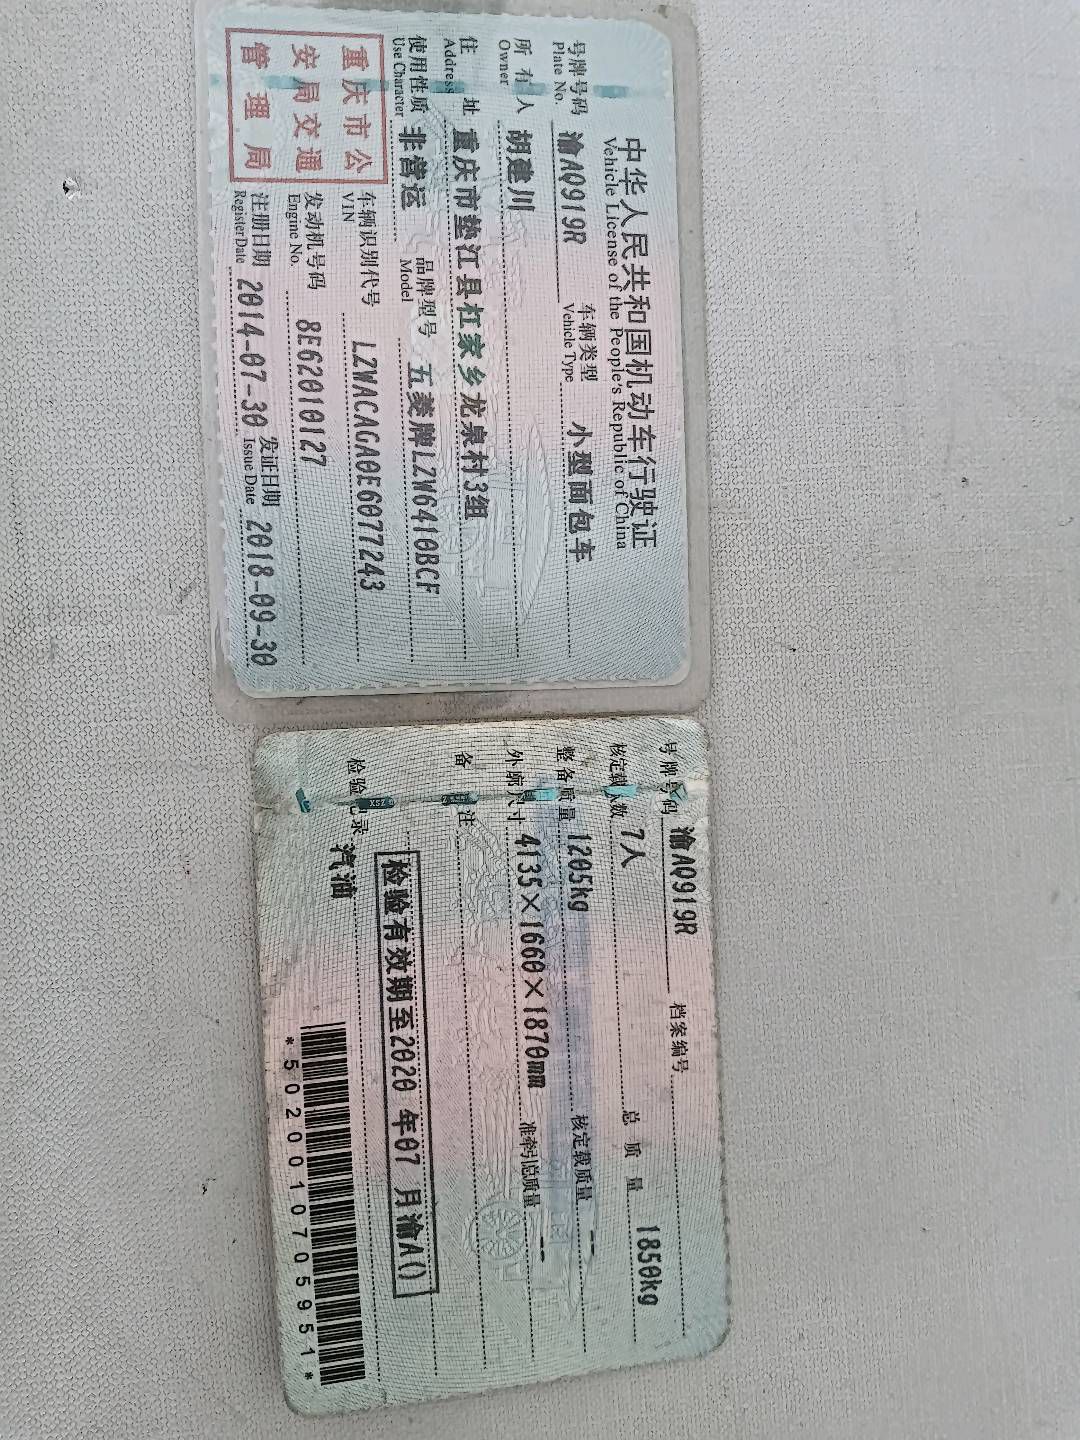 中华人民共和国机动车行驶证
Vehicle License of the People's Republic of China
号牌号码 渝AQ919R 车辆类型 小型面包车
Plate No. Vehicle Type
所有人 胡建川
Owner
住址 重庆市垫江县杠家乡龙泉村3组
Address
使用性质 非营运 品牌型号 五菱牌LZW6410BCF
Use Character Model
重庆市公
安局交通
管理局
车辆识别代号 LZWACAGA0E6077243
VIN
发动机号码 8E62010127
Engine No.
注册日期 2014-07-30 发证日期 2018-09-30
Register Date Issue Date
号牌号码 渝AQ919R 档案编号
核定载人数 7人 总质量 1850kg
整备质量 1205kg 核定载质量 --
外廓尺寸 4135×1660×1870mm 准牵引总质量 --
备注
检验有效期至2020年07月渝A()
检验记录 汽油
*5020010705951*